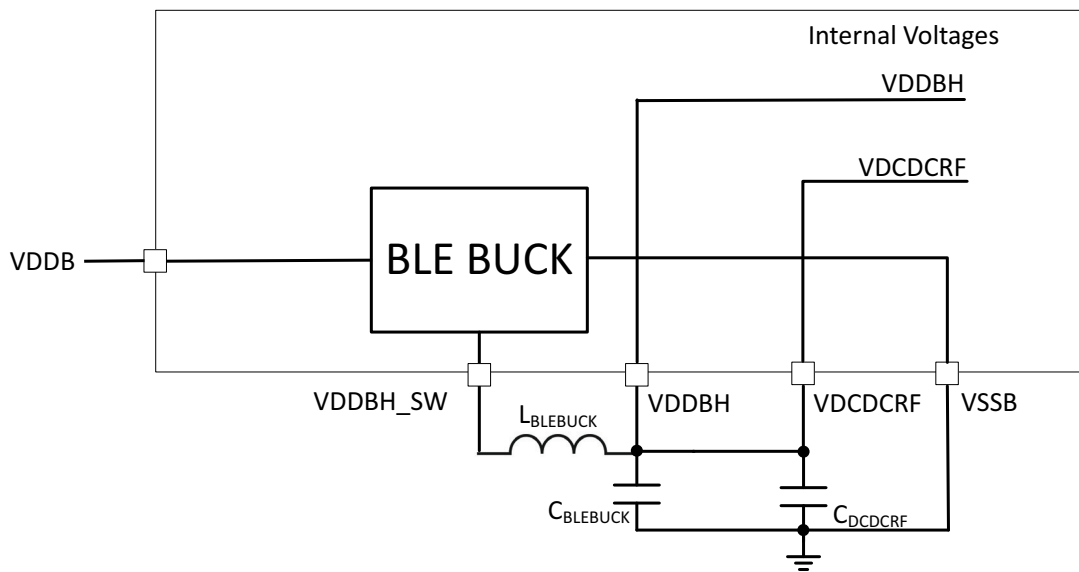 Internal Voltages
VDDBH
VDCDCRF
VDDB
BLE BUCK
VDDBH_SW
VDDBH
VDCDCRF
VSSB
LBLEBUCK
CBLEBUCK
CDCDCRF